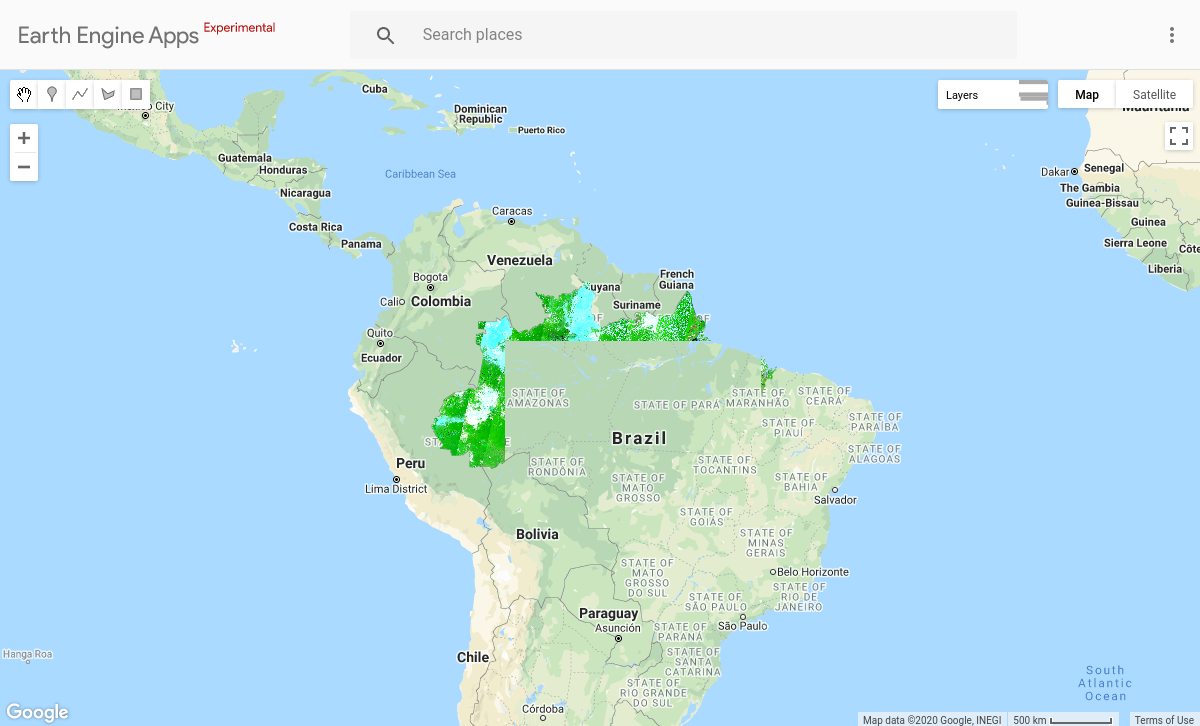 Earth Engine Apps Experimental
Search places
Layers
Map
Satellite
Cuba
Dominican
Republic
Puerto Rico
Guatemala
Honduras
Nicaragua
Costa Rica
Panama
Caribbean Sea
Caracas
Venezuela
Bogota
Colombia
Cali
Quito
Ecuador
French
Guiana
Suriname
Dakar
Senegal
The Gambia
Guinea-Bissau
Guinea
Sierra Leone
Liberia
STATE OF
AMAZONAS
STATE OF PARÁ
STATE OF
MARANHÃO
STATE OF
CEARÁ
STATE OF
PARAÍBA
STATE OF
PIAUÍ
STATE OF
ALAGOAS
Brazil
STATE OF
TOCANTINS
STATE OF
RONDÔNIA
STATE OF
MATO
GROSSO
STATE OF
BAHIA
Salvador
Peru
Lima District
STATE OF
GOIÁS
Bolivia
STATE OF
MINAS
GERAIS
Belo Horizonte
STATE OF
MATO
GROSSO
DO SUL
STATE OF
RIO DE
JANEIRO
STATE OF
SÃO PAULO
São Paulo
Paraguay
Asunción
STATE OF
PARANÁ
STATE OF
SANTA
CATARINA
Chile
STATE OF
RIO GRANDE
DO SUL
Córdoba
Hanga Roa
South
Atlantic
Ocean
Google
Map data ©2020 Google, INEGI
500 km
Terms of Use